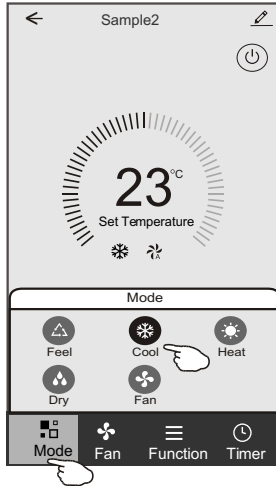 Sample2
23°C
Set Temperature
A
Mode
Feel Cool Heat
Dry Fan
Mode Fan Function Timer